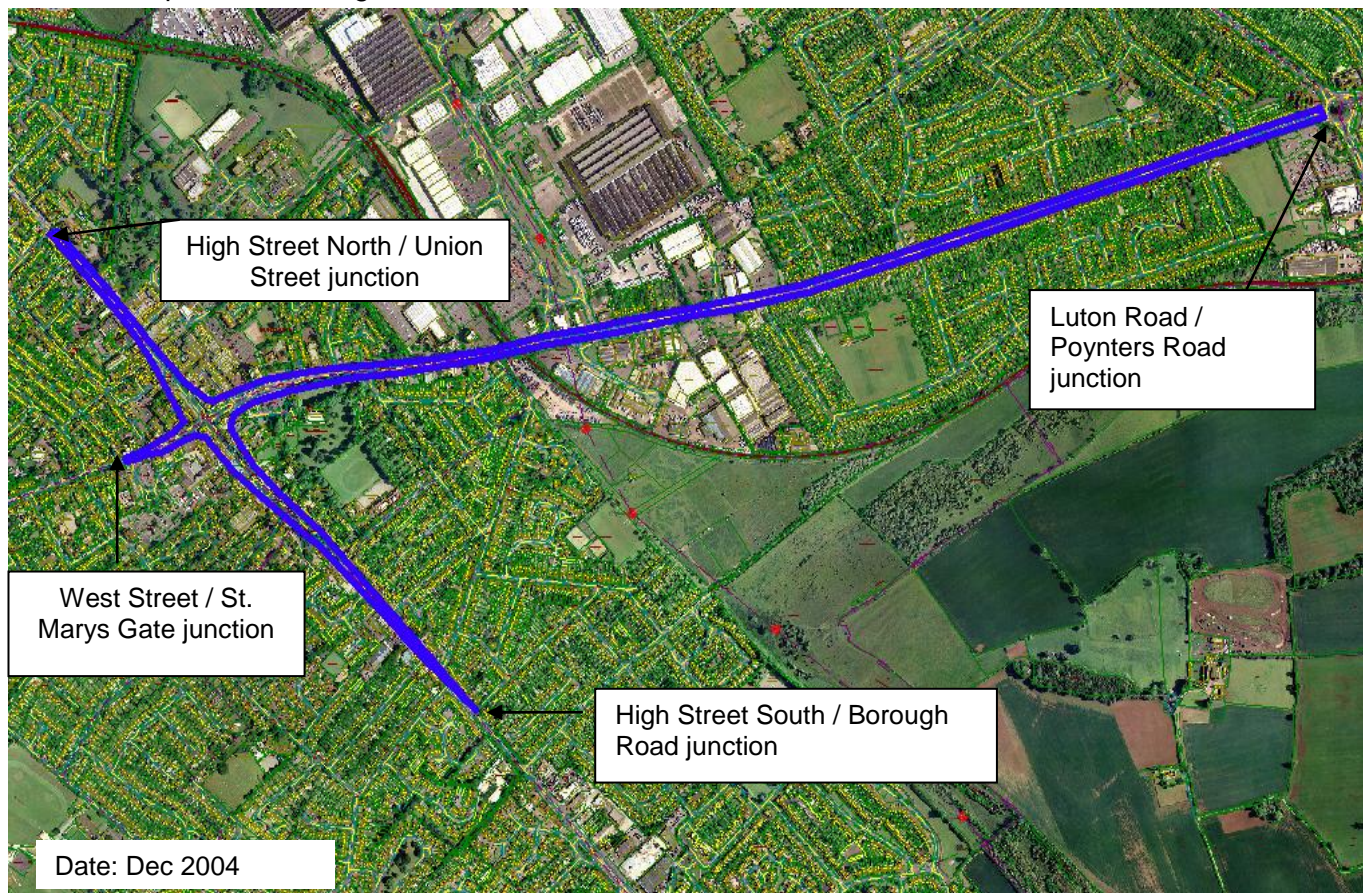 High Street North / Union
Street junction
Luton Road /
Poynters Road
junction
West Street / St.
Marys Gate junction
High Street South / Borough
Road junction
Date: Dec 2004